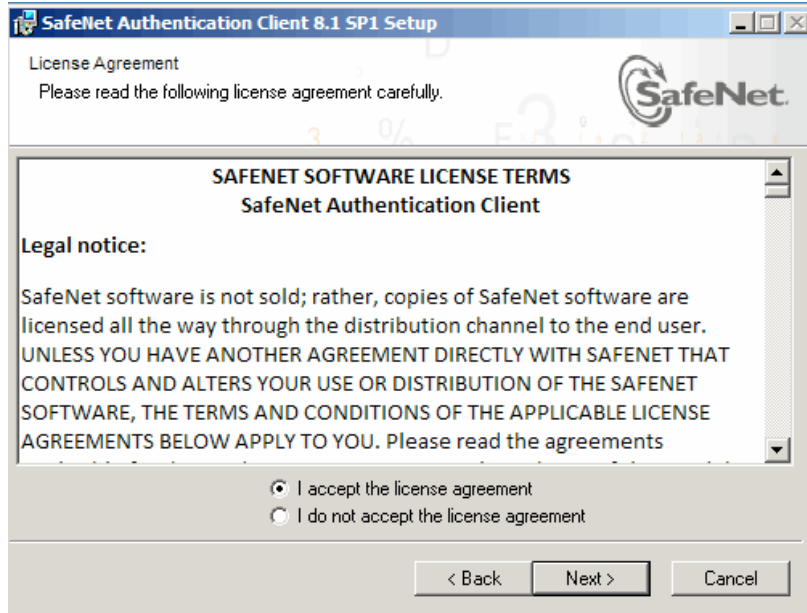 SafeNet Authentication Client 8.1 SP1 Setup
License Agreement
Please read the following license agreement carefully.
SafeNet.
SAFENET SOFTWARE LICENSE TERMS
SafeNet Authentication Client
Legal notice:
SafeNet software is not sold; rather, copies of SafeNet software are
licensed all the way through the distribution channel to the end user.
UNLESS YOU HAVE ANOTHER AGREEMENT DIRECTLY WITH SAFENET THAT
CONTROLS AND ALTERS YOUR USE OR DISTRIBUTION OF THE SAFENET
SOFTWARE, THE TERMS AND CONDITIONS OF THE APPLICABLE LICENSE
AGREEMENTS BELOW APPLY TO YOU. Please read the agreements
I accept the license agreement
I do not accept the license agreement
< Back
Next >
Cancel